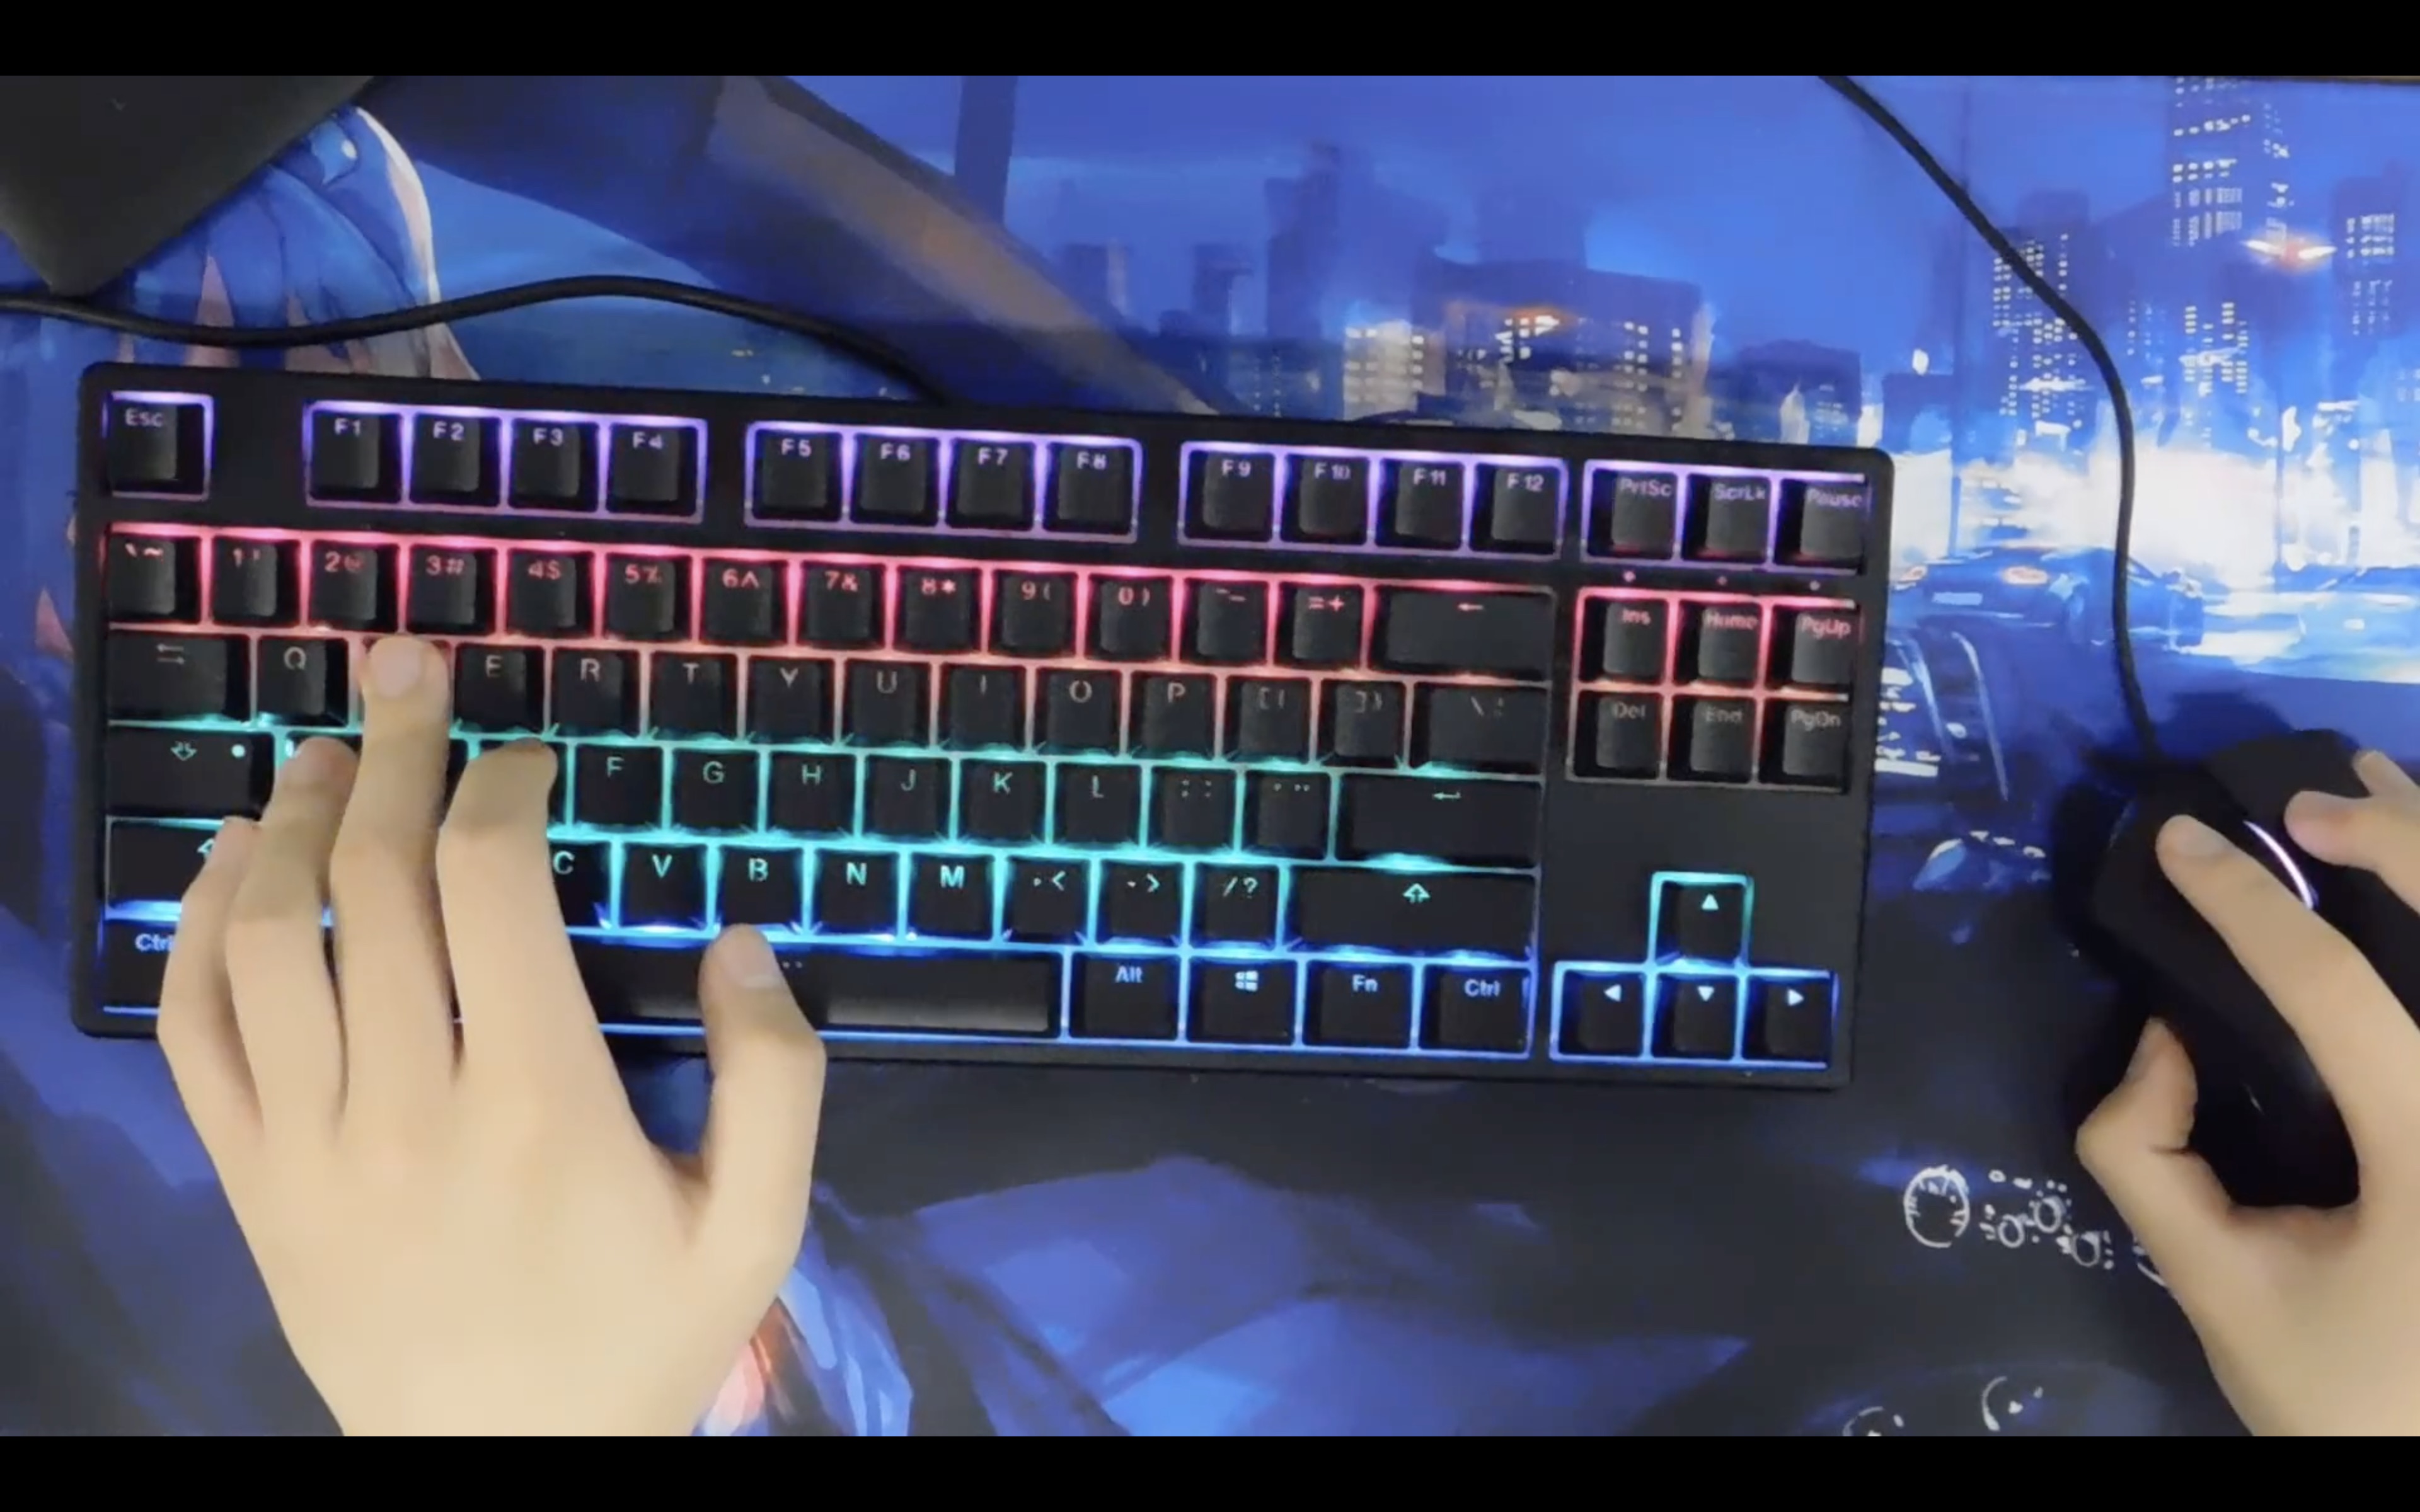 Esc F1 F2 F3 F4 F5 F6 F7 F8 F9 F10 F11 F12 PrtSc ScrLk Pause
\~ 1! 2@ 3# 4$ 5% 6^ 7& 8* 9( 0) -_ =+ ← Ins Home PgUp
Q E R T Y U I O P [{ ]} Del End PgDn
F G H J K L
C V B N M /?
Ctrl Alt Fn Ctrl